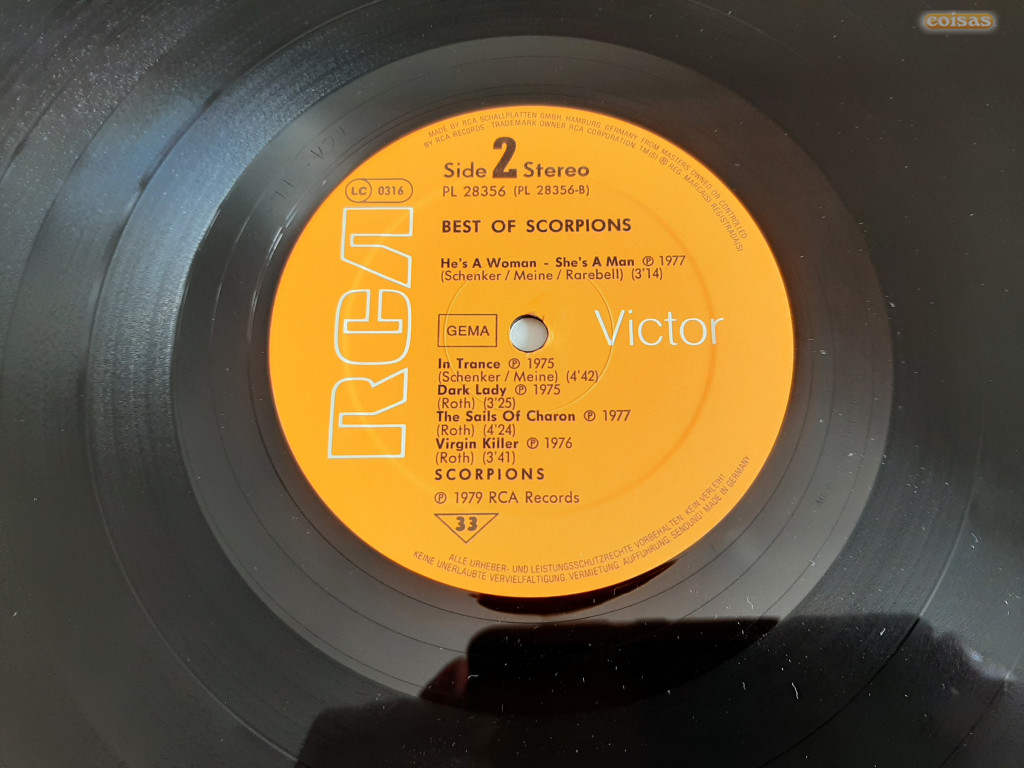 coisas
MADE BY RCA SCHALLPLATTEN GMBH, HAMBURG, GERMANY, FROM MASTERS OWNED OR CONTROLLED
BY RCA RECORDS · TRADEMARK OWNER RCA CORPORATION. TM(S) ® REG. MARCA(S) REGISTRADA(S)
Side 2 Stereo
PL 28356 (PL 28356-B)
LC 0316
BEST OF SCORPIONS
He's A Woman - She's A Man ℗ 1977
(Schenker / Meine / Rarebell) (3'14)
RCA
GEMA
Victor
In Trance ℗ 1975
(Schenker / Meine) (4'42)
Dark Lady ℗ 1975
(Roth) (3'25)
The Sails Of Charon ℗ 1977
(Roth) (4'24)
Virgin Killer ℗ 1976
(Roth) (3'41)
SCORPIONS
℗ 1979 RCA Records
33
ALLE URHEBER- UND LEISTUNGSSCHUTZRECHTE VORBEHALTEN. KEIN VERLEIH!
KEINE UNERLAUBTE VERVIELFÄLTIGUNG, VERMIETUNG, AUFFÜHRUNG, SENDUNG! MADE IN GERMANY